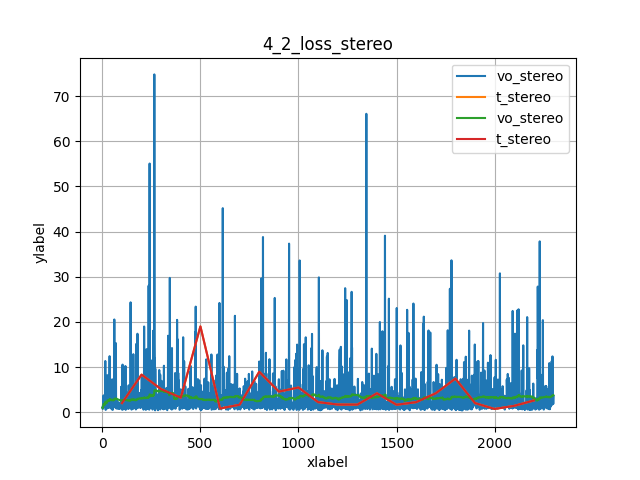 4_2_loss_stereo
vo_stereo
t_stereo
vo_stereo
t_stereo
ylabel
70
60
50
40
30
20
10
0
0 500 1000 1500 2000
xlabel